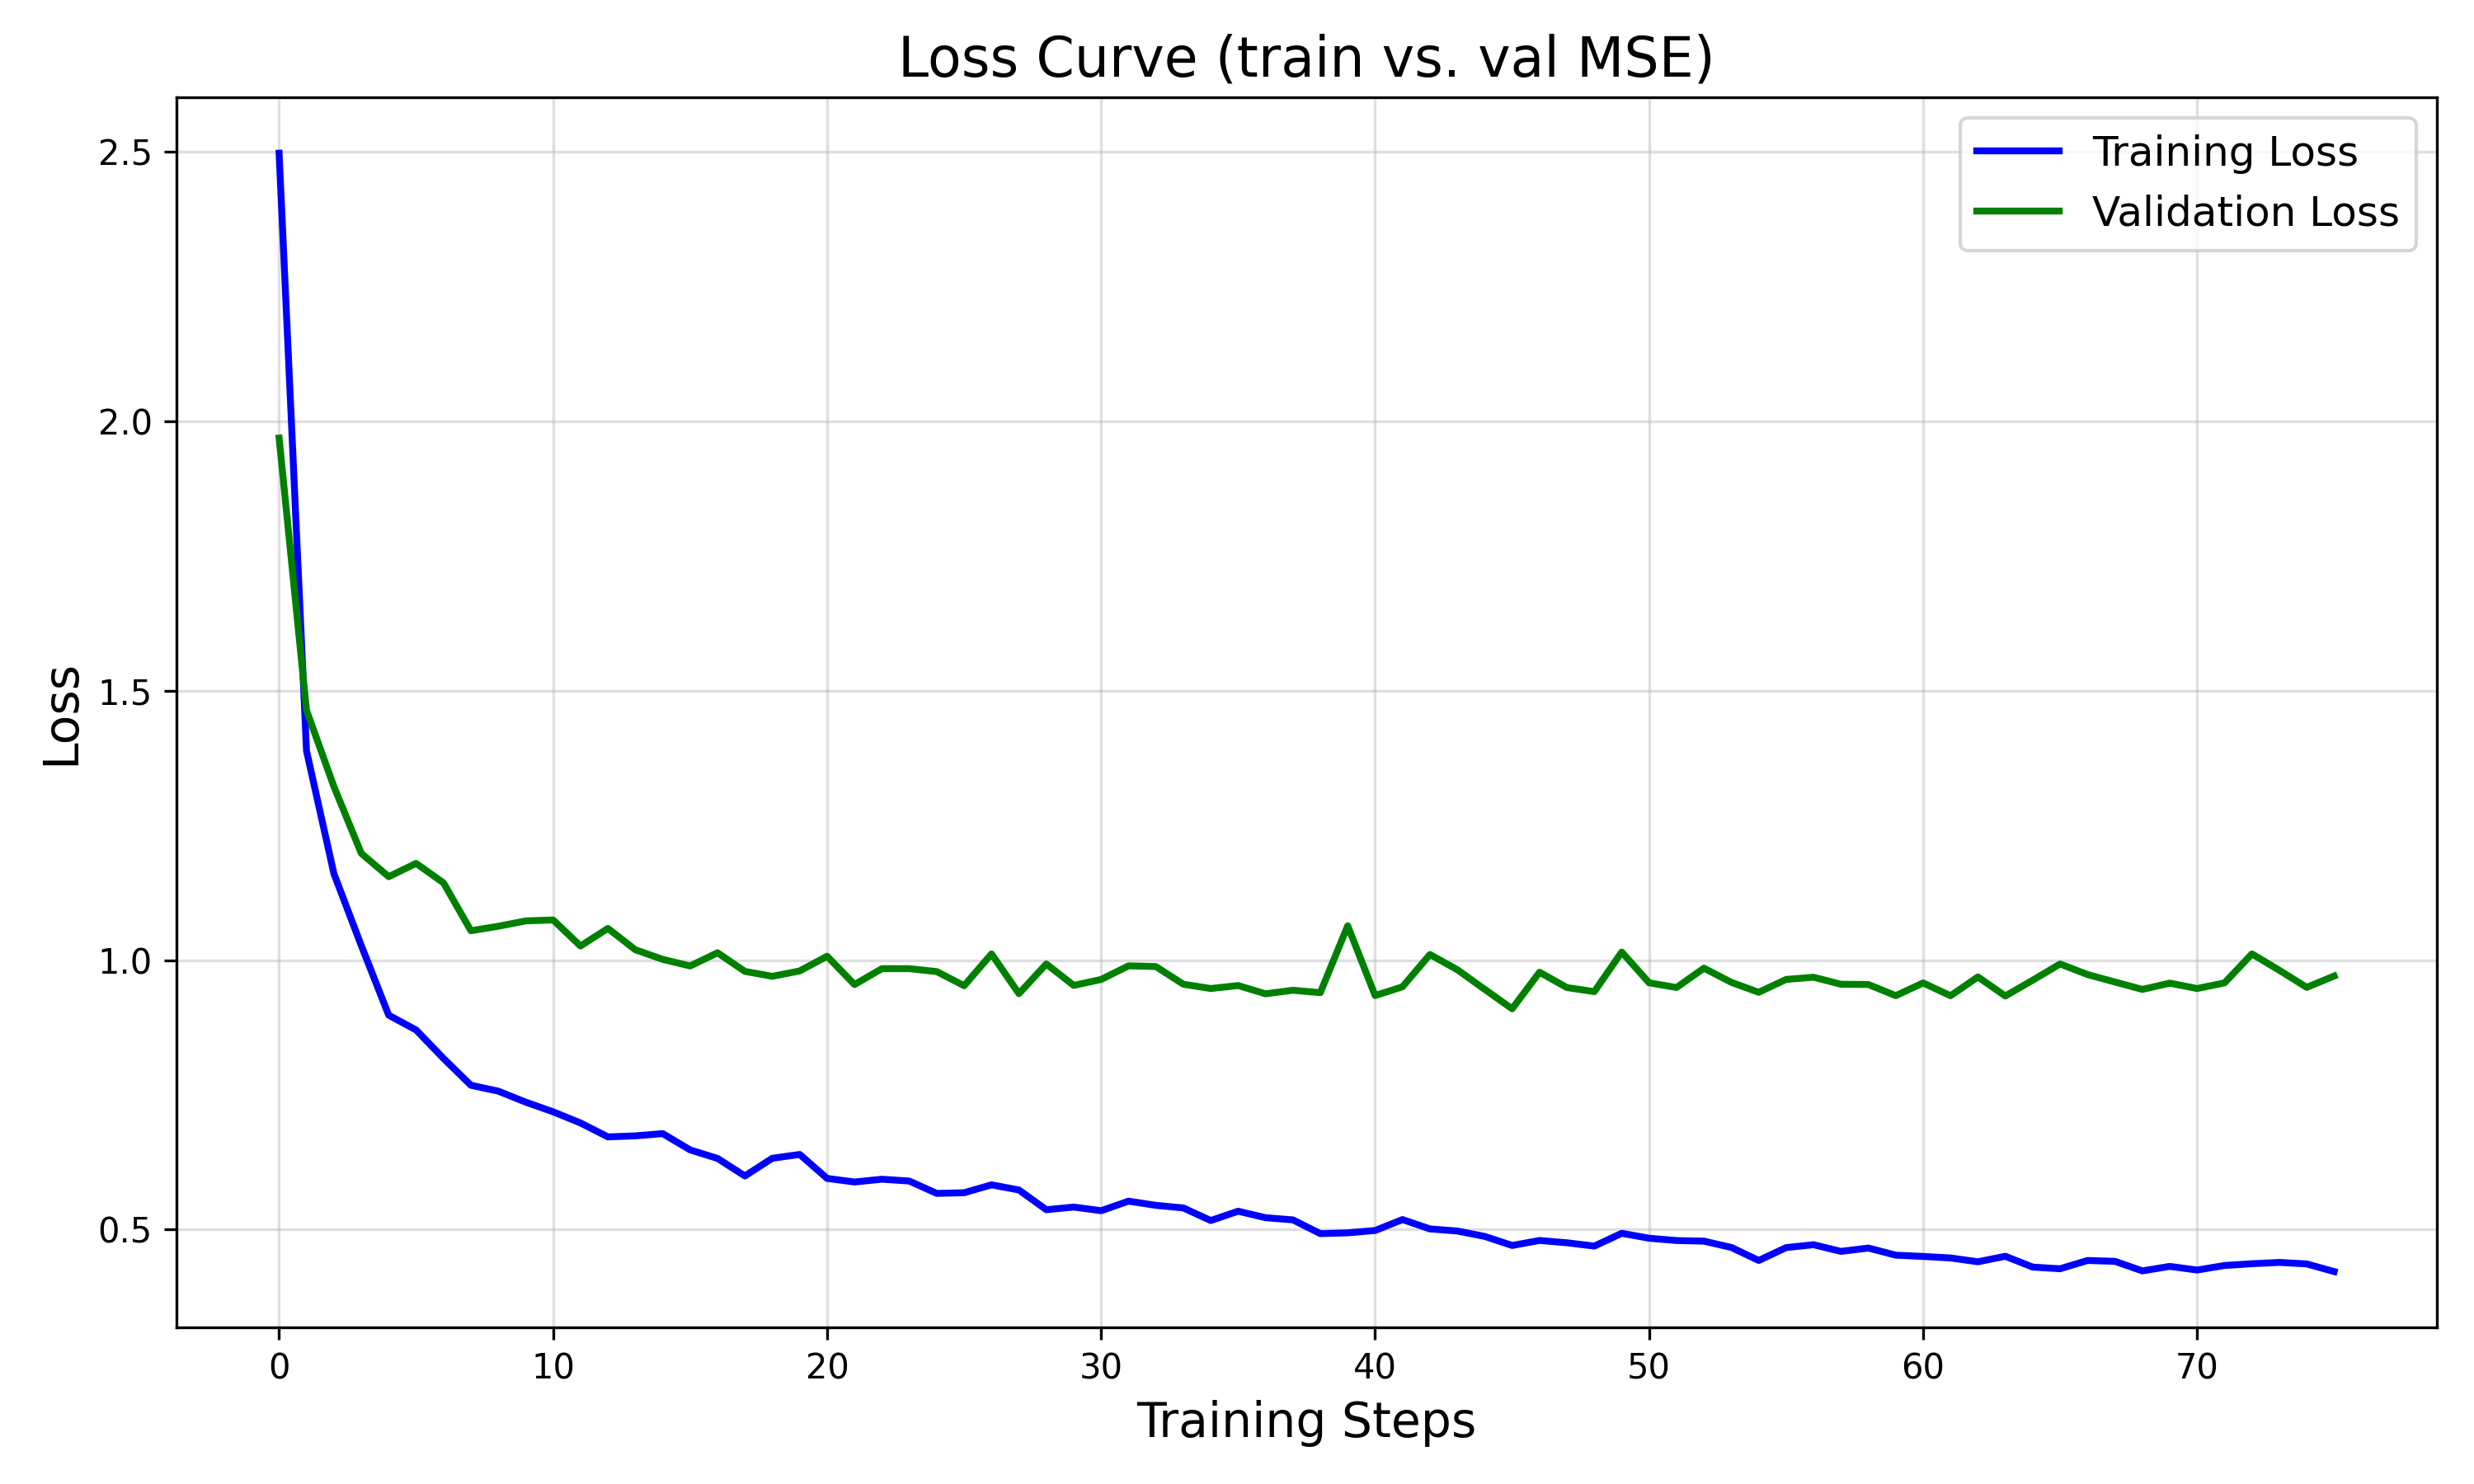 Loss Curve (train vs. val MSE)
Training Loss
Validation Loss
2.5
2.0
1.5
1.0
0.5
Loss
0 10 20 30 40 50 60 70
Training Steps